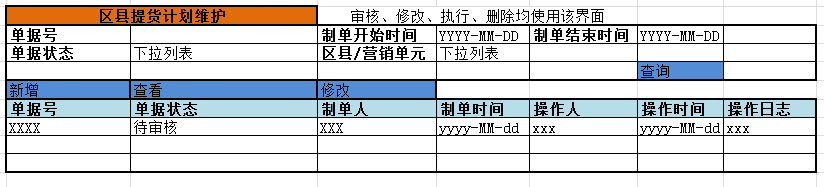 区县提货计划维护 审核、修改、执行、删除均使用该界面
单据号 制单开始时间 YYYY-MM-DD 制单结束时间 YYYY-MM-DD
单据状态 下拉列表 区县/营销单元 下拉列表
查询
新增 查看 修改
单据号 单据状态 制单人 制单时间 操作人 操作时间 操作日志
XXXX 待审核 XXX yyyy-MM-dd xxx yyyy-MM-dd xxx